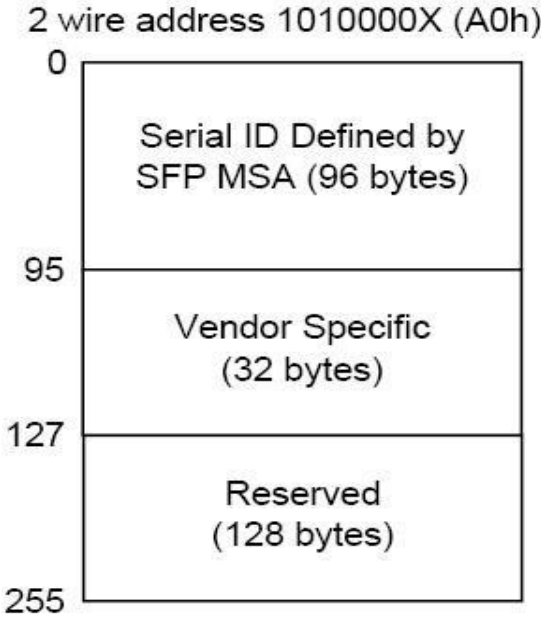 2 wire address 1010000X (A0h)
0
Serial ID Defined by
SFP MSA (96 bytes)
95
Vendor Specific
(32 bytes)
127
Reserved
(128 bytes)
255